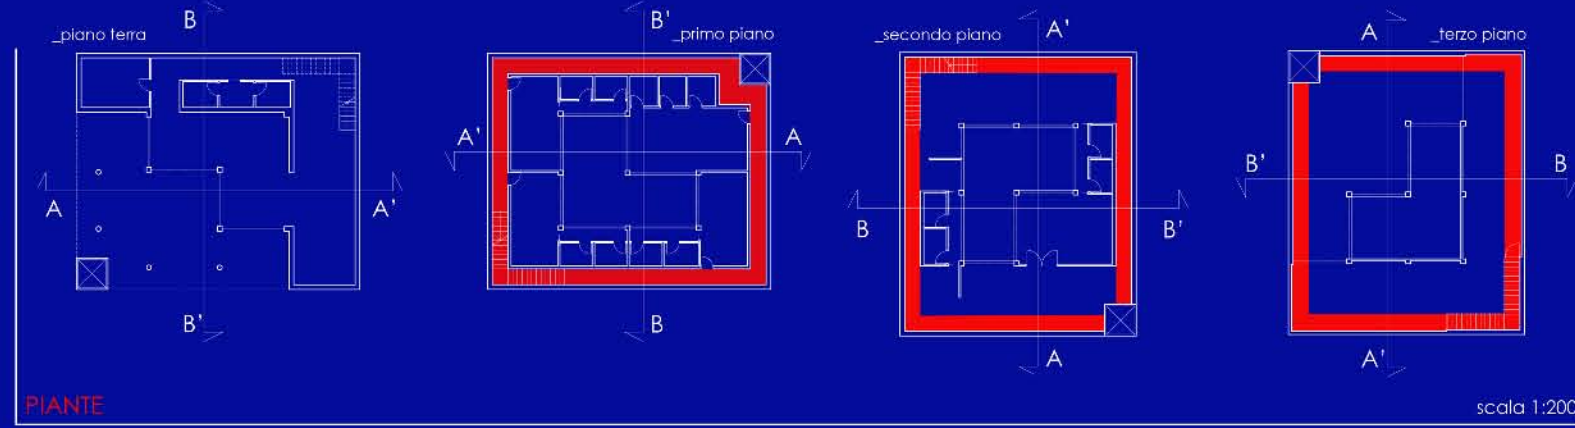 _piano terra
B
A
A'
B'
_primo piano
B'
A'
A
B
_secondo piano
A'
B
B'
A
_terzo piano
A
B'
B
A'
PIANTE
scala 1:200